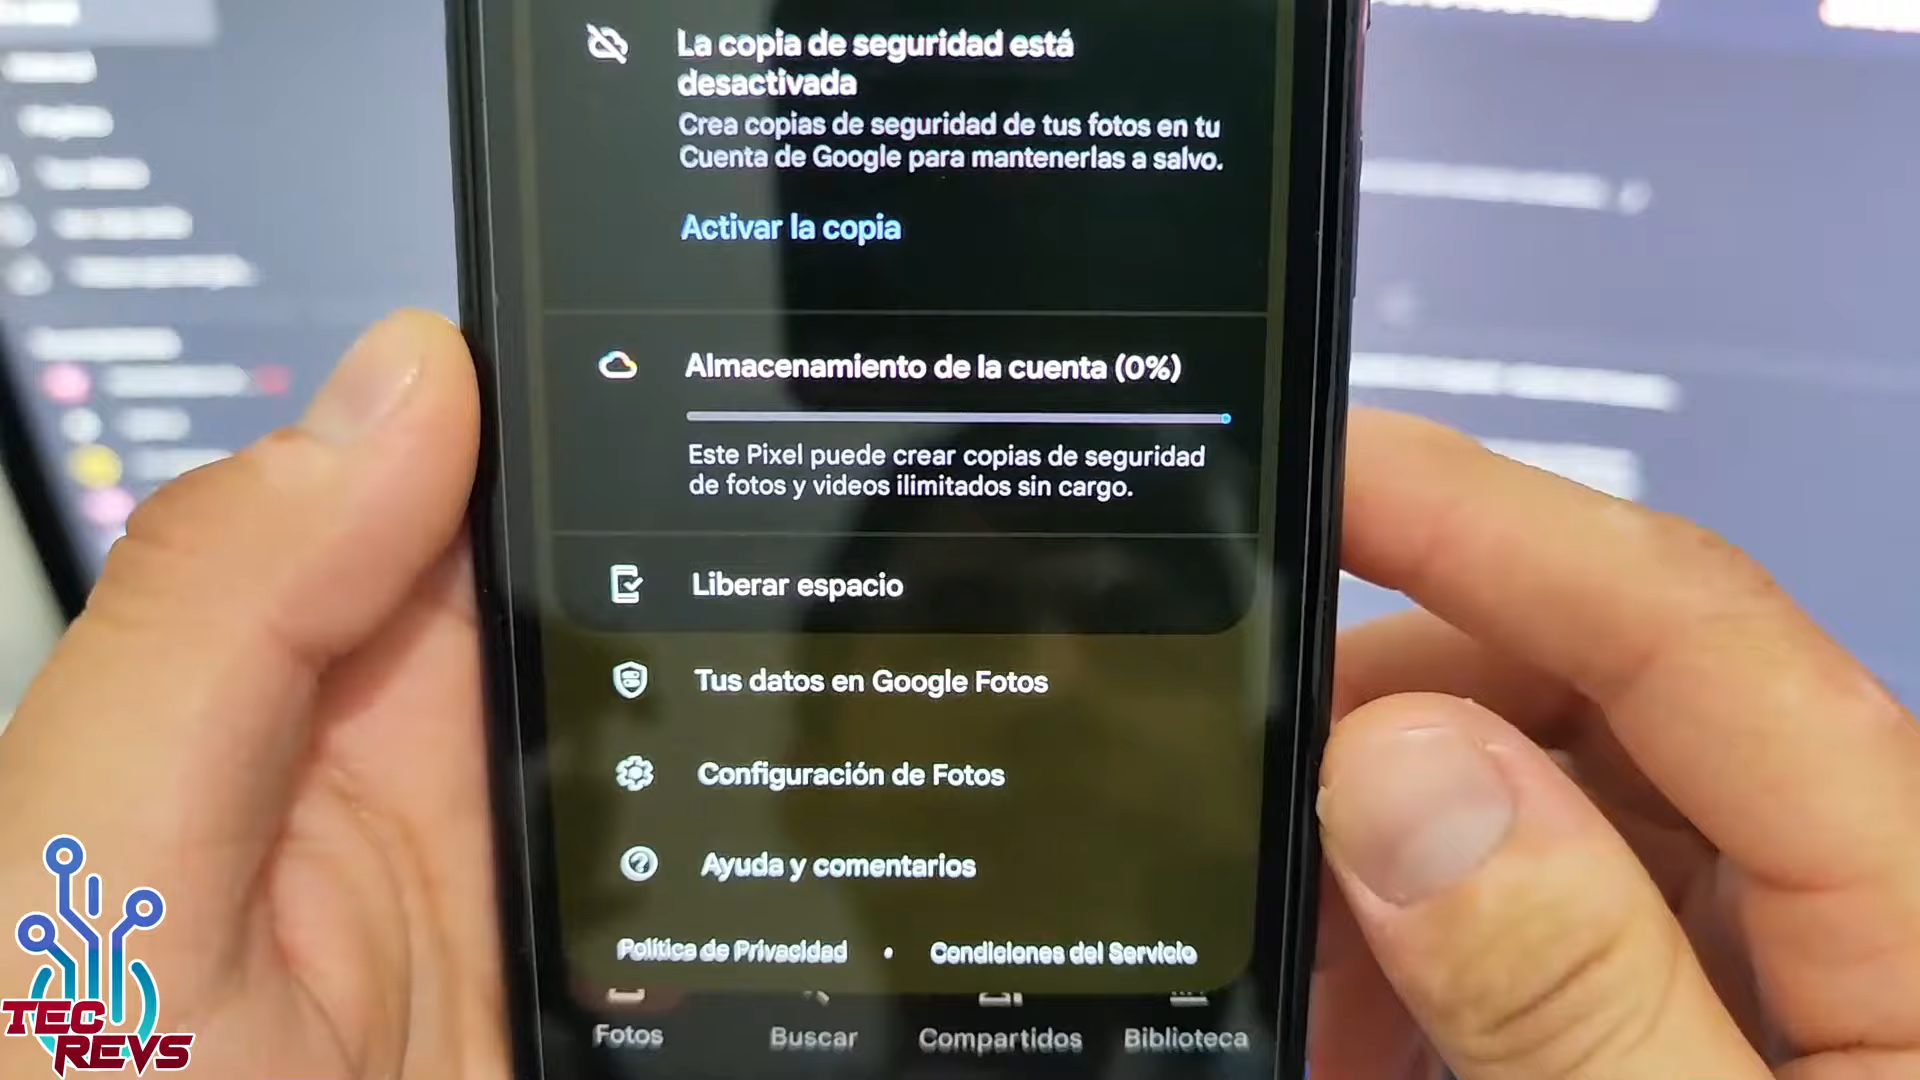 La copia de seguridad está
desactivada
Crea copias de seguridad de tus fotos en tu
Cuenta de Google para mantenerlas a salvo.
Activar la copia
Almacenamiento de la cuenta (0%)
Este Pixel puede crear copias de seguridad
de fotos y videos ilimitados sin cargo.
Liberar espacio
Tus datos en Google Fotos
Configuración de Fotos
Ayuda y comentarios
Política de Privacidad • Condiciones del Servicio
Fotos Buscar Compartidos Biblioteca
TEC
REVS